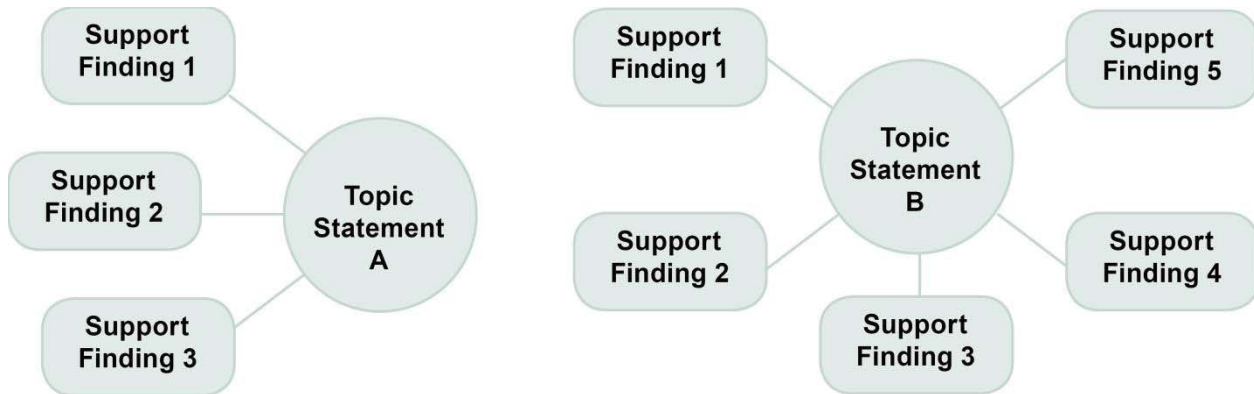 Support
Finding 1
Support
Finding 2
Support
Finding 3
Topic
Statement
A
Support
Finding 1
Support
Finding 2
Topic
Statement
B
Support
Finding 3
Support
Finding 5
Support
Finding 4